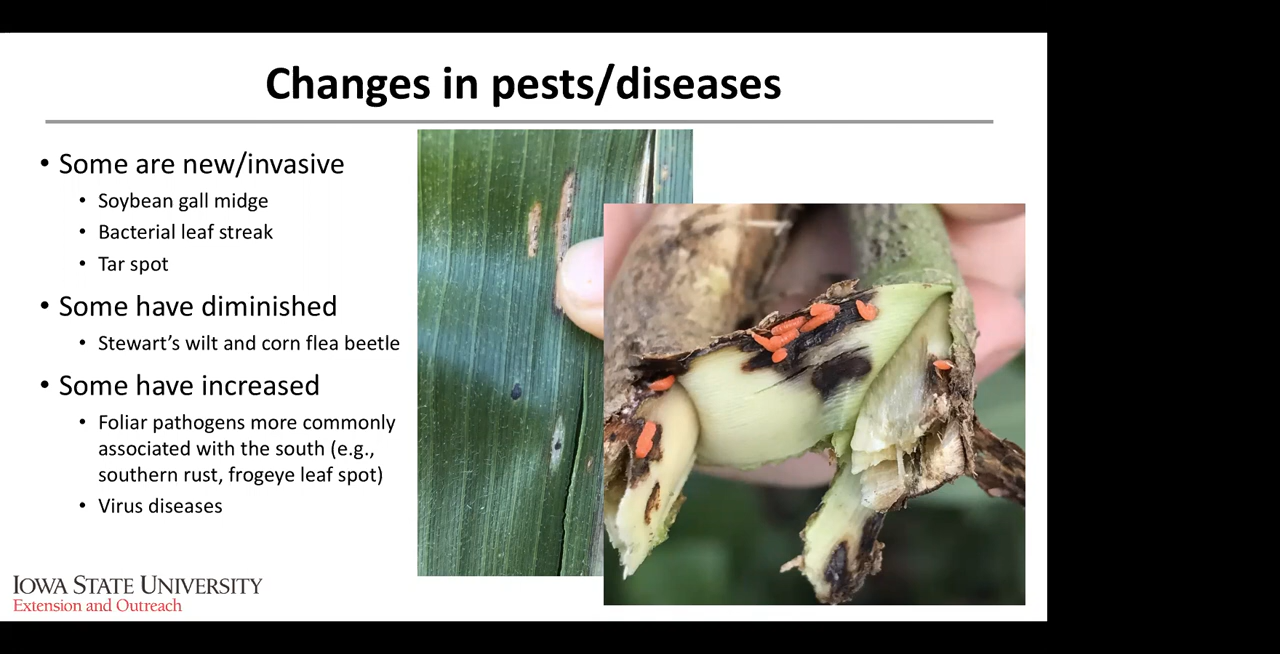 Changes in pests/diseases
• Some are new/invasive
• Soybean gall midge
• Bacterial leaf streak
• Tar spot
• Some have diminished
• Stewart’s wilt and corn flea beetle
• Some have increased
• Foliar pathogens more commonly
associated with the south (e.g.,
southern rust, frogeye leaf spot)
• Virus diseases
IOWA STATE UNIVERSITY
Extension and Outreach